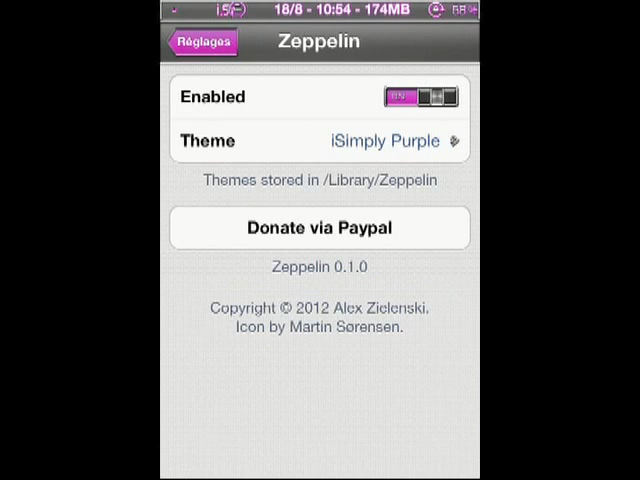 18/8 - 10:54 - 174MB
Réglages
Zeppelin
Enabled
ON
Theme
iSimply Purple
Themes stored in /Library/Zeppelin
Donate via Paypal
Zeppelin 0.1.0
Copyright © 2012 Alex Zielenski.
Icon by Martin Sørensen.